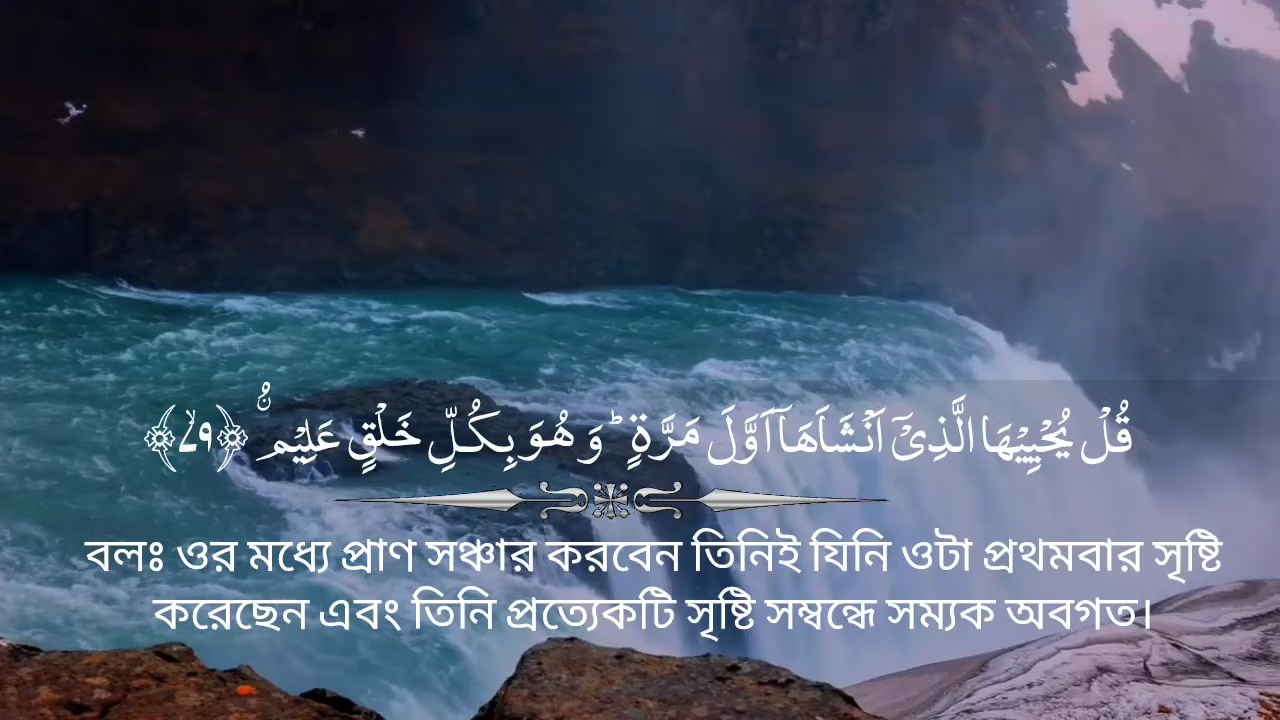 قُلۡ یُحۡیِیۡهَا الَّذِیۡۤ اَنۡشَاَهَاۤ اَوَّلَ مَرَّۃٍ ؕ وَ هُوَ بِکُلِّ خَلۡقٍ عَلِیۡمُۨ ﴿ۙ۷۹﴾
বলঃ ওর মধ্যে প্রাণ সঞ্চার করবেন তিনিই যিনি ওটা প্রথমবার সৃষ্টি
করেছেন এবং তিনি প্রত্যেকটি সৃষ্টি সম্বন্ধে সম্যক অবগত।